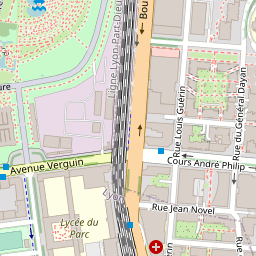 Ligne Lyon-Part-Dieu
Bou
Rue Louis Guérin
Rue du Général Dayan
Avenue Verguin
Cours André Philip
Lyon
Rue Jean Novel
Lycée du
Parc